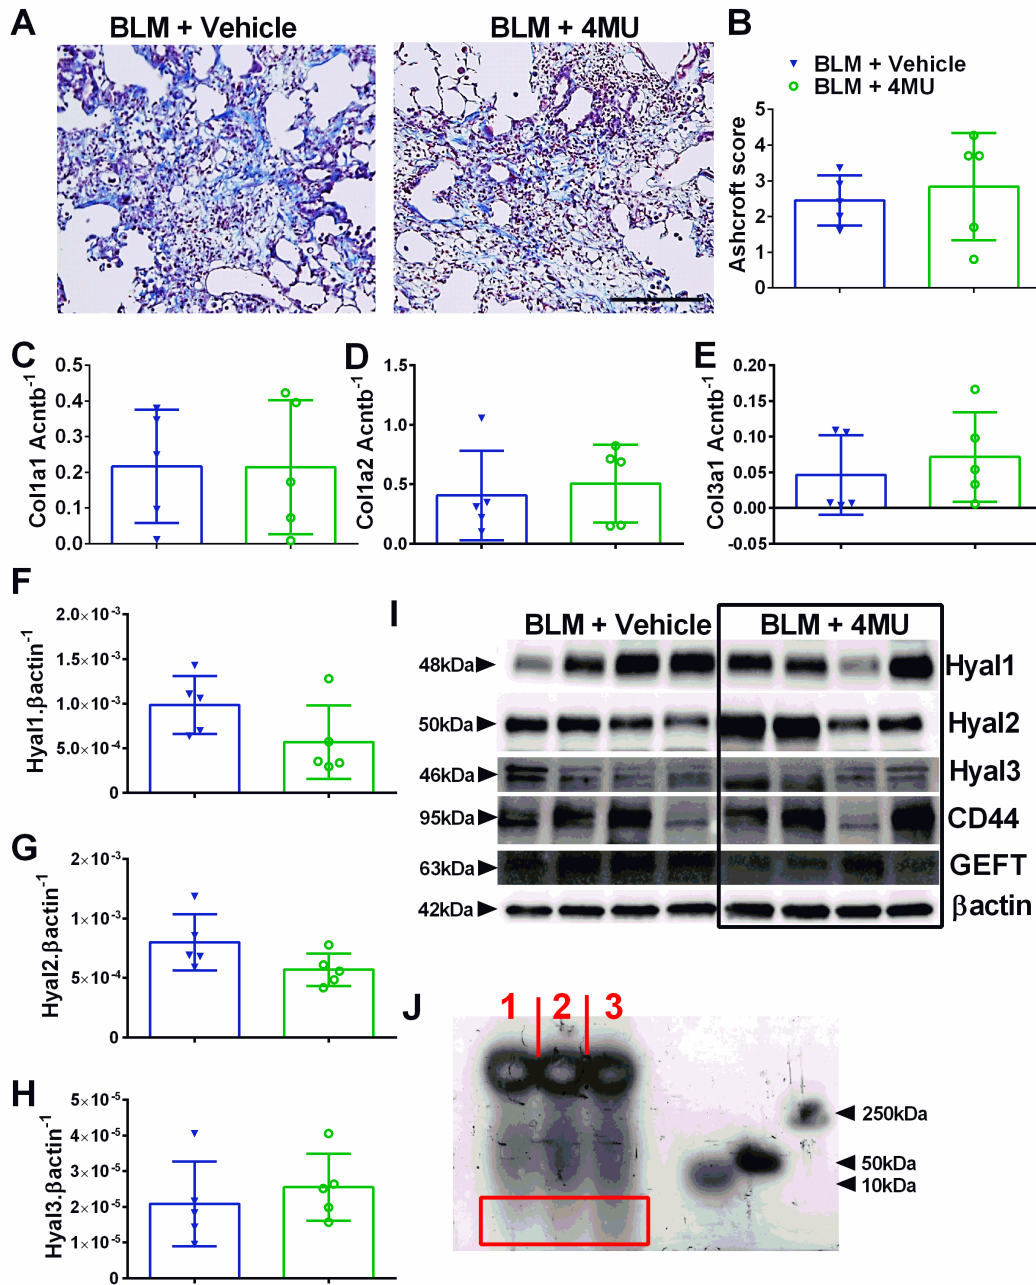 A
BLM + Vehicle
BLM + 4MU
B
BLM + Vehicle
BLM + 4MU
Ashcroft score
5
4
3
2
1
0
C
Col1a1 Acntb⁻¹
0.5
0.4
0.3
0.2
0.1
0.0
D
Col1a2 Acntb⁻¹
1.5
1.0
0.5
0.0
E
Col3a1 Acntb⁻¹
0.20
0.15
0.10
0.05
0.00
-0.05
F
Hyal1.βactin⁻¹
2.0×10⁻³
1.5×10⁻³
1.0×10⁻³
5.0×10⁻⁴
0
G
Hyal2.βactin⁻¹
2×10⁻³
1×10⁻³
5×10⁻⁴
0
H
Hyal3.βactin⁻¹
5×10⁻⁵
4×10⁻⁵
3×10⁻⁵
2×10⁻⁵
1×10⁻⁵
0
I
BLM + Vehicle
BLM + 4MU
48kDa
Hyal1
50kDa
Hyal2
46kDa
Hyal3
95kDa
CD44
63kDa
GEFT
42kDa
βactin
J
1
2
3
250kDa
50kDa
10kDa